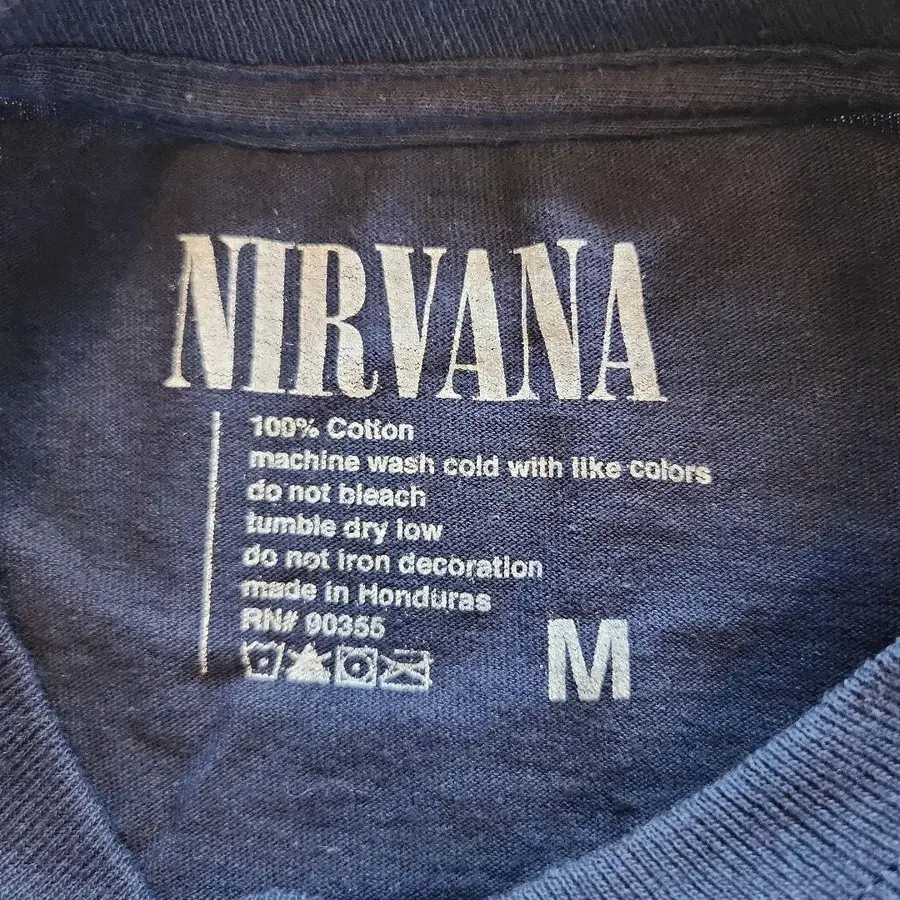 NIRVANA
100% Cotton
machine wash cold with like colors
do not bleach
tumble dry low
do not iron decoration
made in Honduras
RN# 90355
M